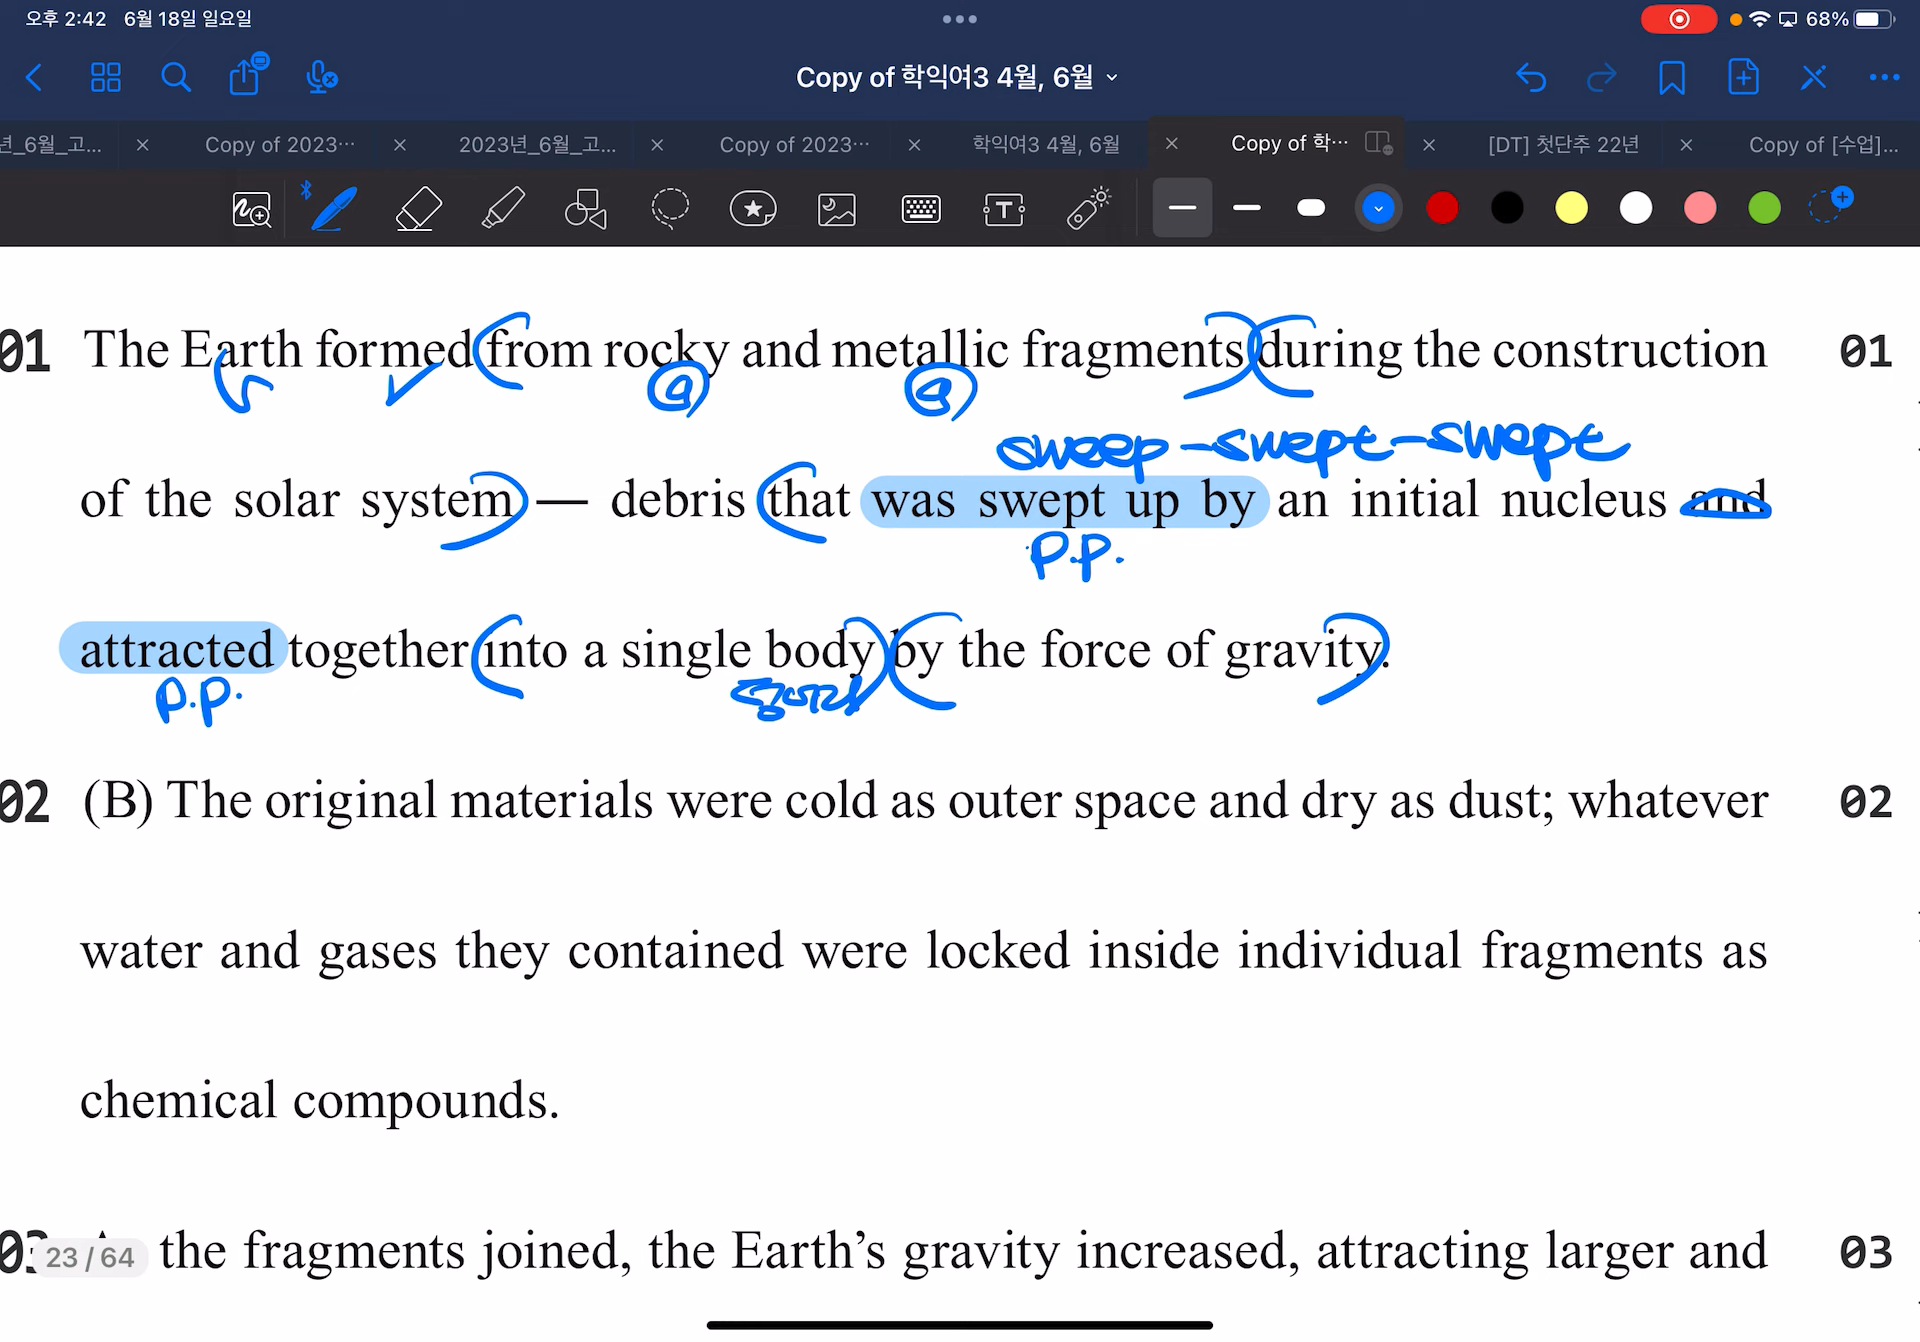 오후 2:42 6월 18일 일요일
68%
Copy of 학익여3 4월, 6월
년_6월_고... Copy of 2023… 2023년_6월_고... Copy of 2023… 학익여3 4월, 6월 Copy of 학… [DT] 첫단추 22년 Copy of [수업]...
01 The Earth formed from rocky and metallic fragments during the construction 01
ⓐ ⓐ
sweep-swept-swept
of the solar system — debris that was swept up by an initial nucleus and
p.p.
attracted together into a single body by the force of gravity.
p.p.
02 (B) The original materials were cold as outer space and dry as dust; whatever 02
water and gases they contained were locked inside individual fragments as
chemical compounds.
03 the fragments joined, the Earth’s gravity increased, attracting larger and 03
23/64